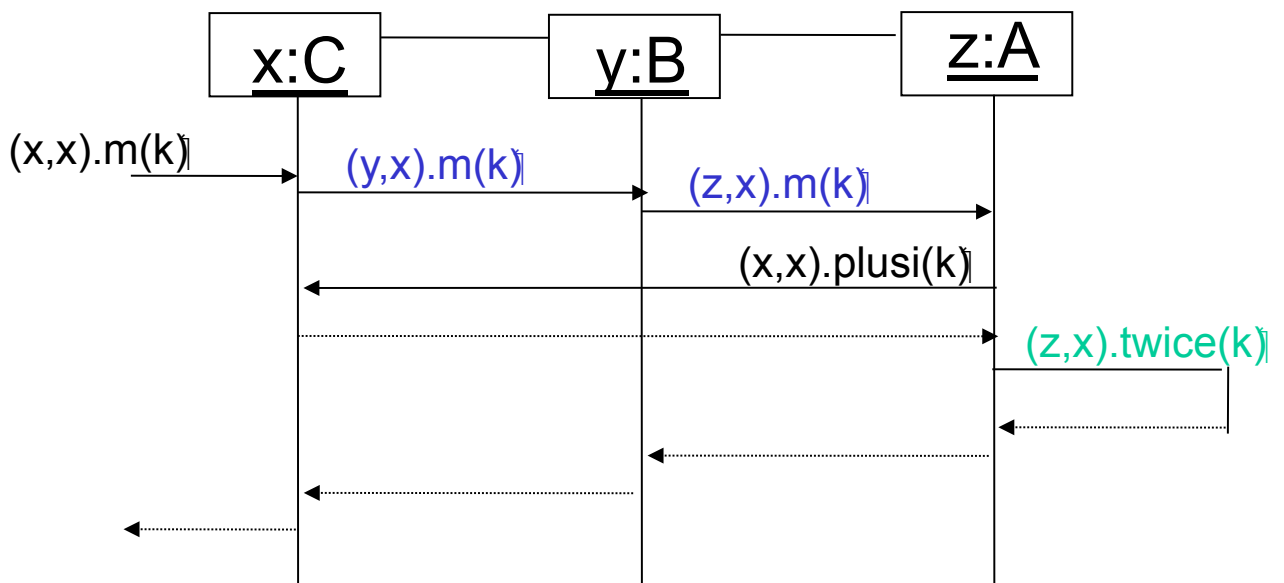 x:C
y:B
z:A
(x,x).m(k)
(y,x).m(k)
(z,x).m(k)
(x,x).plusi(k)
(z,x).twice(k)